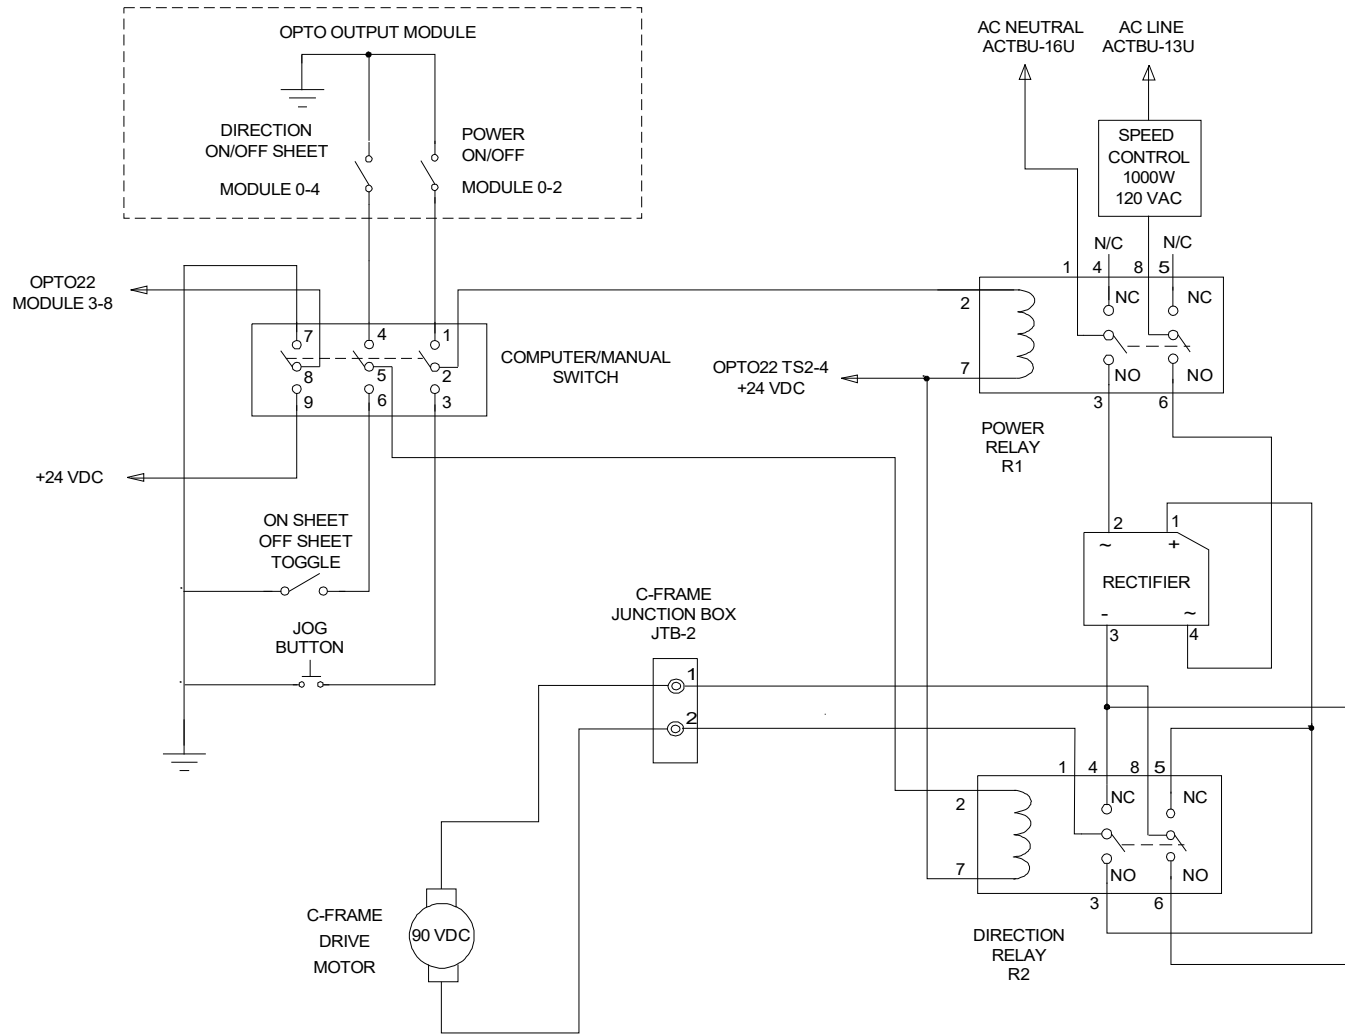 OPTO OUTPUT MODULE
DIRECTION
ON/OFF SHEET
MODULE 0-4
POWER
ON/OFF
MODULE 0-2
AC NEUTRAL
ACTBU-16U
AC LINE
ACTBU-13U
SPEED
CONTROL
1000W
120 VAC
N/C
N/C
1
4
8
5
NC
NC
2
7
NO
NO
3
6
POWER
RELAY
R1
OPTO22
MODULE 3-8
7
4
1
8
5
2
9
6
3
COMPUTER/MANUAL
SWITCH
OPTO22 TS2-4
+24 VDC
+24 VDC
ON SHEET
OFF SHEET
TOGGLE
JOG
BUTTON
2
1
~
+
RECTIFIER
-
~
3
4
C-FRAME
JUNCTION BOX
JTB-2
1
2
1
4
8
5
NC
NC
2
7
NO
NO
3
6
DIRECTION
RELAY
R2
C-FRAME
DRIVE
MOTOR
90 VDC